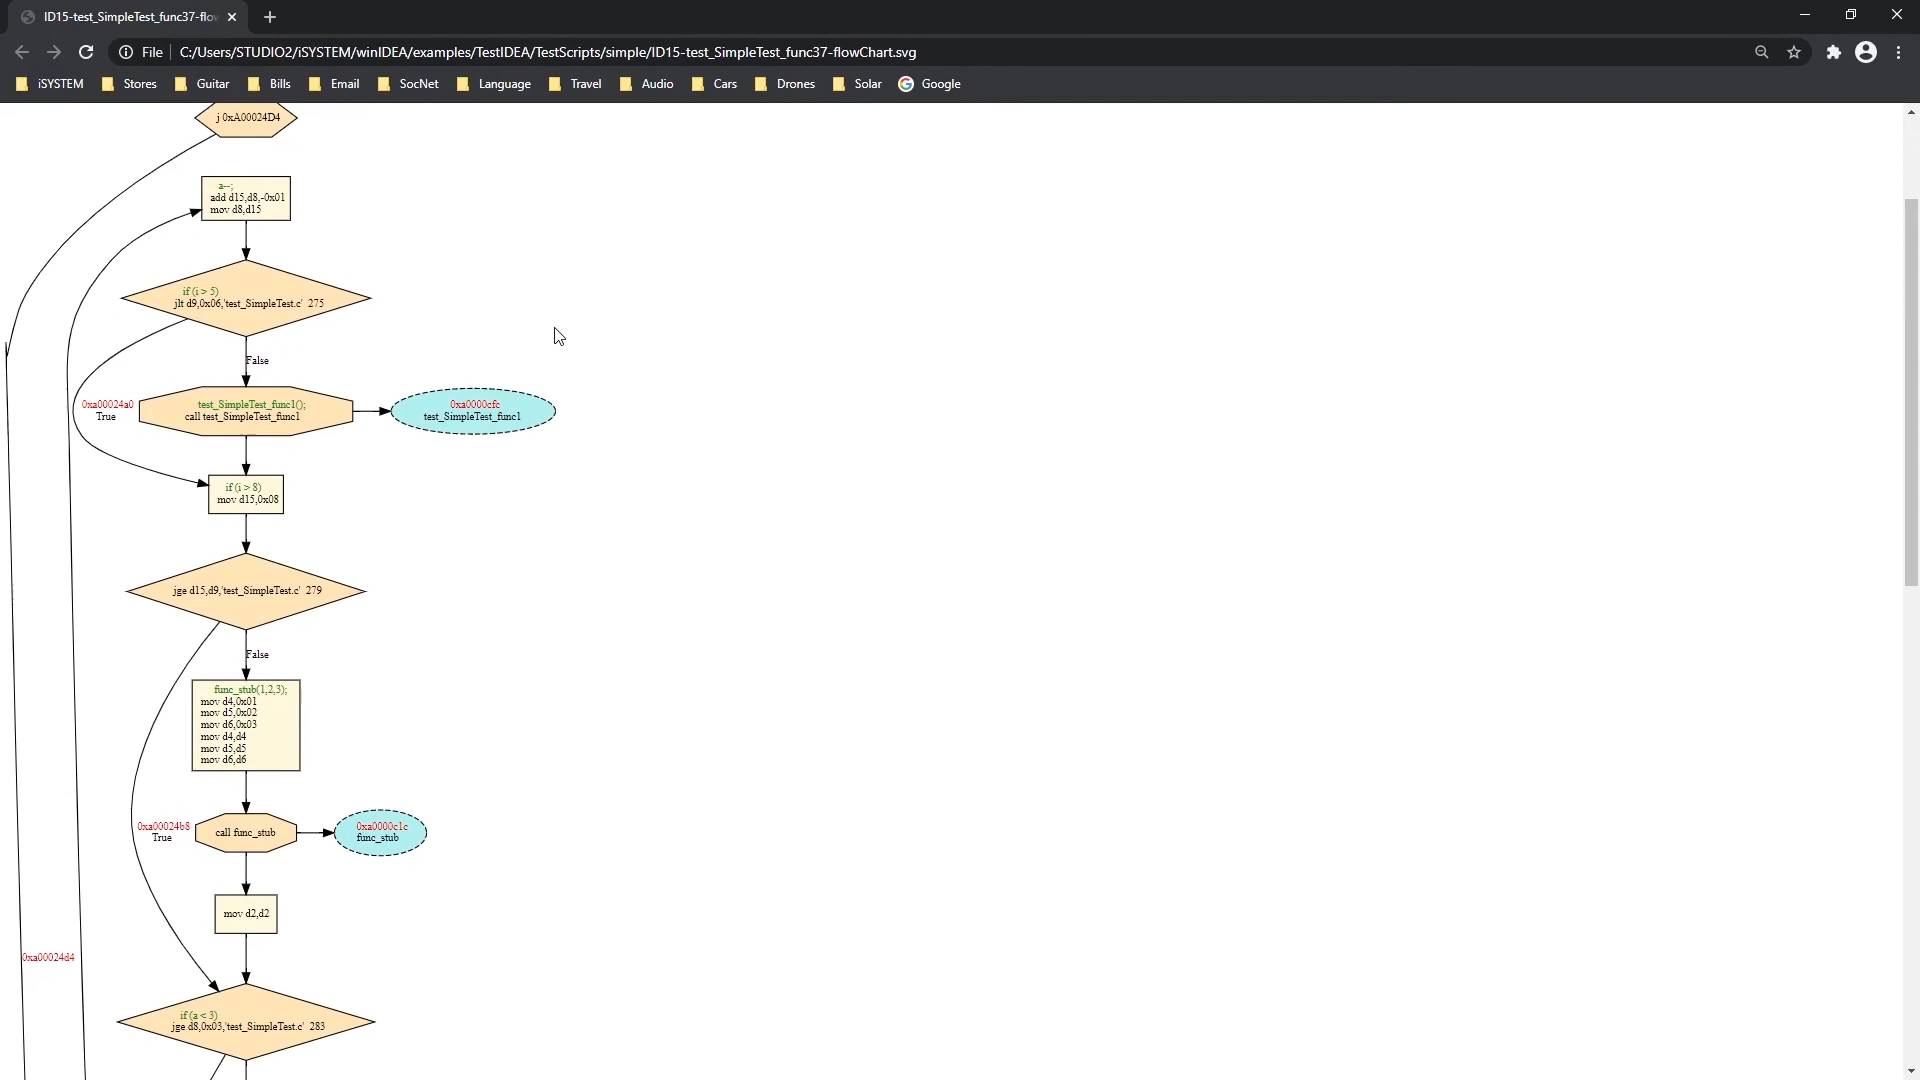 ID15-test_SimpleTest_func37-flow
File
C:/Users/STUDIO2/iSYSTEM/winIDEA/examples/TestIDEA/TestScripts/simple/ID15-test_SimpleTest_func37-flowChart.svg
iSYSTEM
Stores
Guitar
Bills
Email
SocNet
Language
Travel
Audio
Cars
Drones
Solar
Google
j 0xA00024D4
a--;
add d15,d8,-0x01
mov d8,d15
if (i > 5)
jlt d9,0x06,'test_SimpleTest.c' 275
False
0xa00024a0
True
test_SimpleTest_func1();
call test_SimpleTest_func1
0xa0000cfc
test_SimpleTest_func1
if (i > 8)
mov d15,0x08
jge d15,d9,'test_SimpleTest.c' 279
False
func_stub(1,2,3);
mov d4,0x01
mov d5,0x02
mov d6,0x03
mov d4,d4
mov d5,d5
mov d6,d6
0xa00024b8
True
call func_stub
0xa0000c1c
func_stub
mov d2,d2
0xa00024d4
if (a < 3)
jge d8,0x03,'test_SimpleTest.c' 283